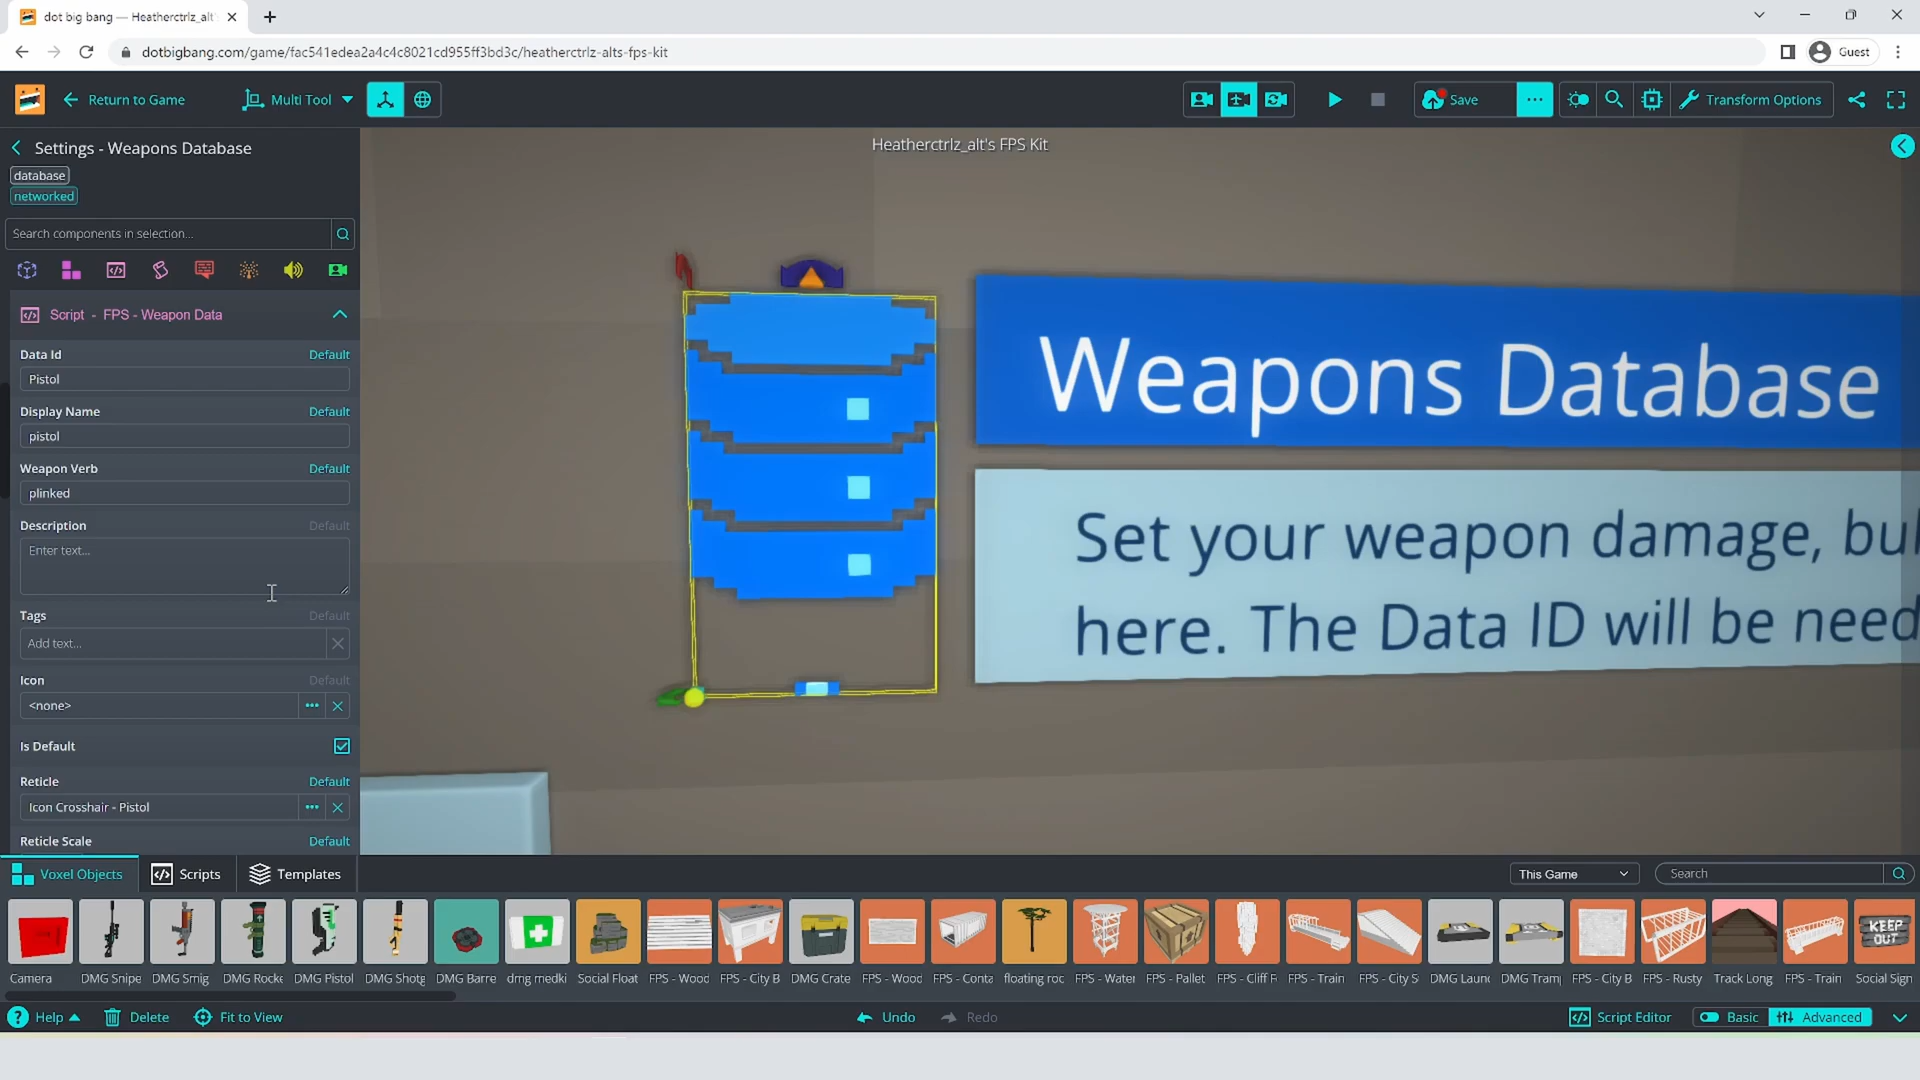 dot big bang — Heatherctrlz_alt'
dotbigbang.com/game/fac541edea2a4c4c8021cd955ff3bd3c/heatherctrlz-alts-fps-kit
Guest
Return to Game
Multi Tool
Save
Transform Options
Settings - Weapons Database
database
networked
Search components in selection...
Script - FPS - Weapon Data
Data Id Default
Pistol
Display Name Default
pistol
Weapon Verb Default
plinked
Description Default
Enter text...
Tags Default
Add text...
Icon Default
<none>
Is Default
Reticle Default
Icon Crosshair - Pistol
Reticle Scale Default
Heatherctrlz_alt's FPS Kit
Weapons Database
Set your weapon damage, bul
here. The Data ID will be need
Voxel Objects Scripts Templates
This Game
Search
Camera DMG Snipe DMG Smig DMG Rocke DMG Pistol DMG Shotg DMG Barre dmg medki Social Float FPS - Wood FPS - City B DMG Crate FPS - Wood FPS - Conta floating roc FPS - Water FPS - Pallet FPS - Cliff F FPS - Train FPS - City S DMG Laun DMG Tram FPS - City B FPS - Rusty Track Long FPS - Train Social Sign
KEEP
OUT
Help Delete Fit to View Undo Redo Script Editor Basic Advanced